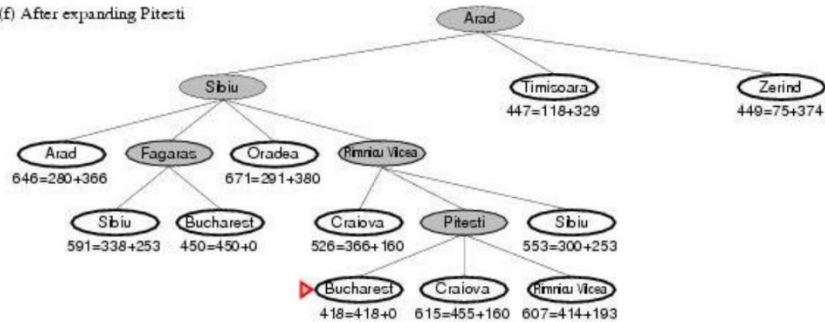 (f) After expanding Pitesti
Arad
Sibiu
Timisoara
Zerind
447=118+329
449=75+374
Arad
Fagaras
Oradea
Rimnicu Vilcea
646=280+366
671=291+380
Sibiu
Bucharest
Craiova
Pitesti
Sibiu
591=338+253
450=450+0
526=366+160
553=300+253
Bucharest
Craiova
Rimnicu Vilcea
418=418+0
615=455+160
607=414+193